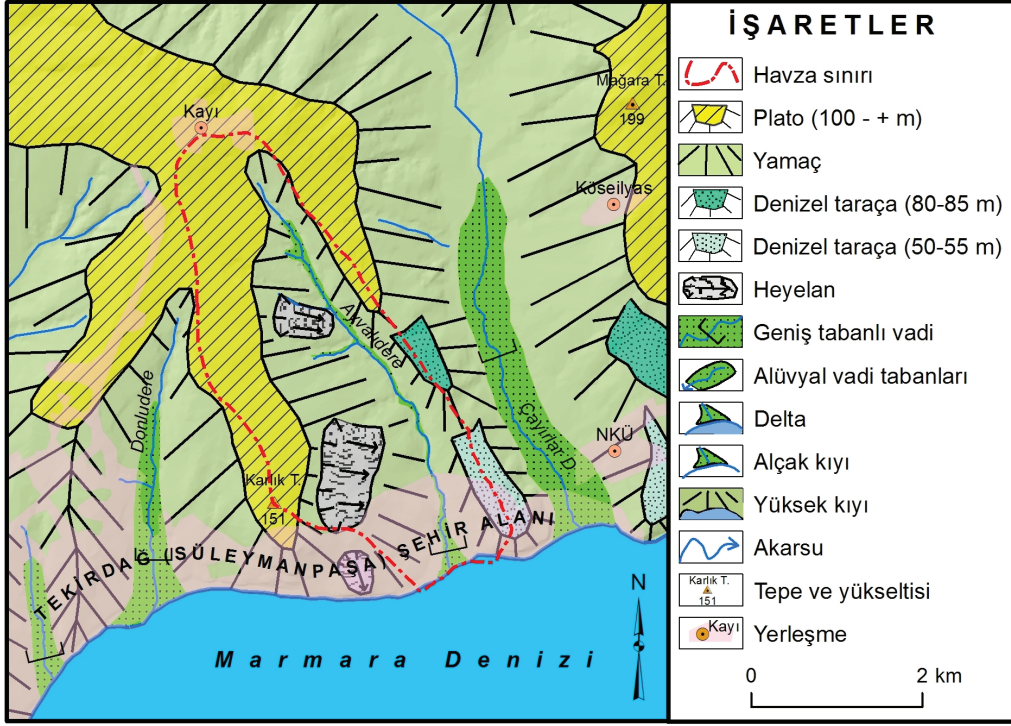 Mağara T.
199
Kayı
Köseilyas
Akvalıdere
Donludere
Çayırlar D.
NKÜ
Karlık T.
151
TEKİRDAĞ (SÜLEYMANPAŞA) ŞEHİR ALANI
Marmara Denizi
N
İŞARETLER
Havza sınırı
Plato (100 - + m)
Yamaç
Denizel taraça (80-85 m)
Denizel taraça (50-55 m)
Heyelan
Geniş tabanlı vadi
Alüvyal vadi tabanları
Delta
Alçak kıyı
Yüksek kıyı
Akarsu
Karlık T.
151
Tepe ve yükseltisi
Kayı
Yerleşme
0 2 km